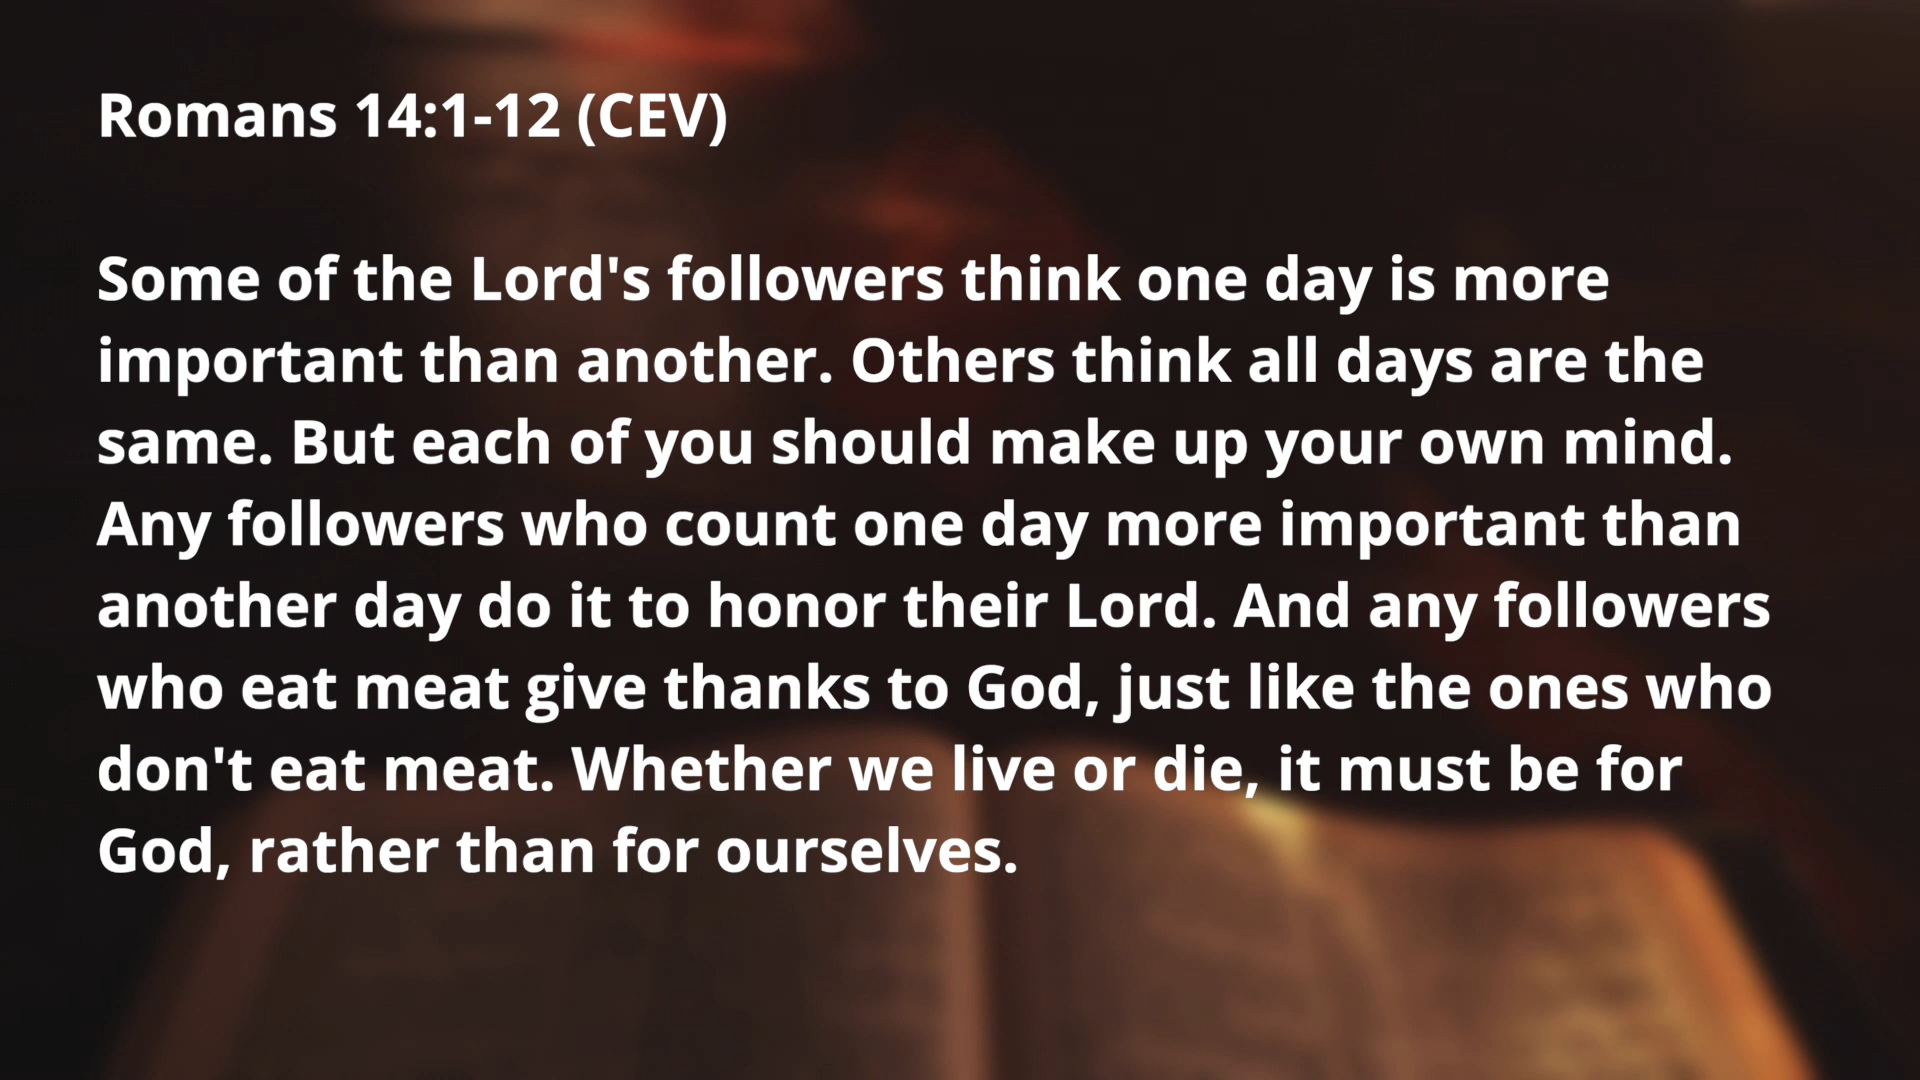 Romans 14:1-12 (CEV)
Some of the Lord's followers think one day is more
important than another. Others think all days are the
same. But each of you should make up your own mind.
Any followers who count one day more important than
another day do it to honor their Lord. And any followers
who eat meat give thanks to God, just like the ones who
don't eat meat. Whether we live or die, it must be for
God, rather than for ourselves.